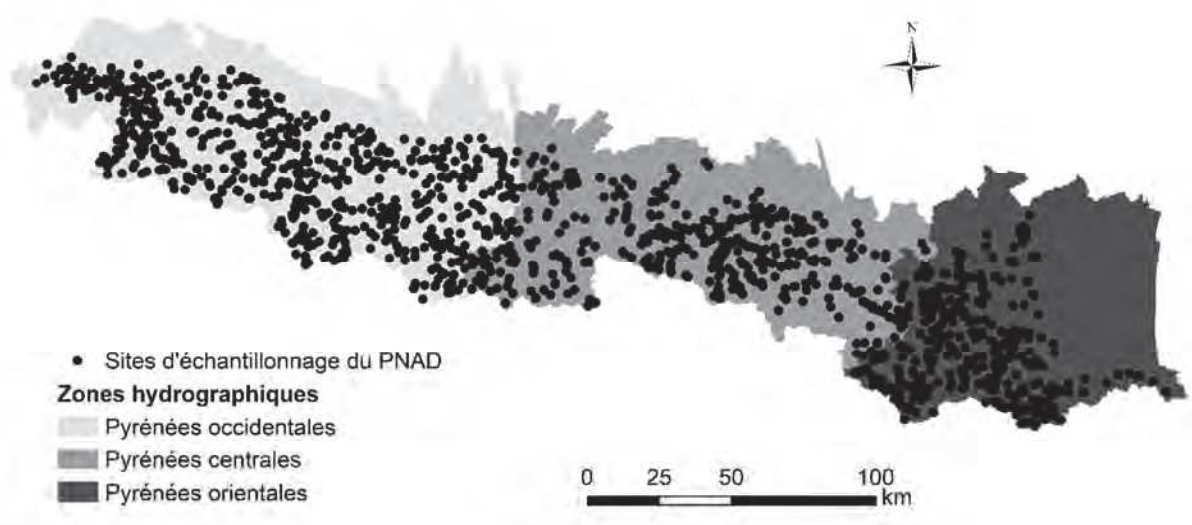 N
Sites d'échantillonnage du PNAD
Zones hydrographiques
Pyrénées occidentales
Pyrénées centrales
Pyrénées orientales
0 25 50 100
km